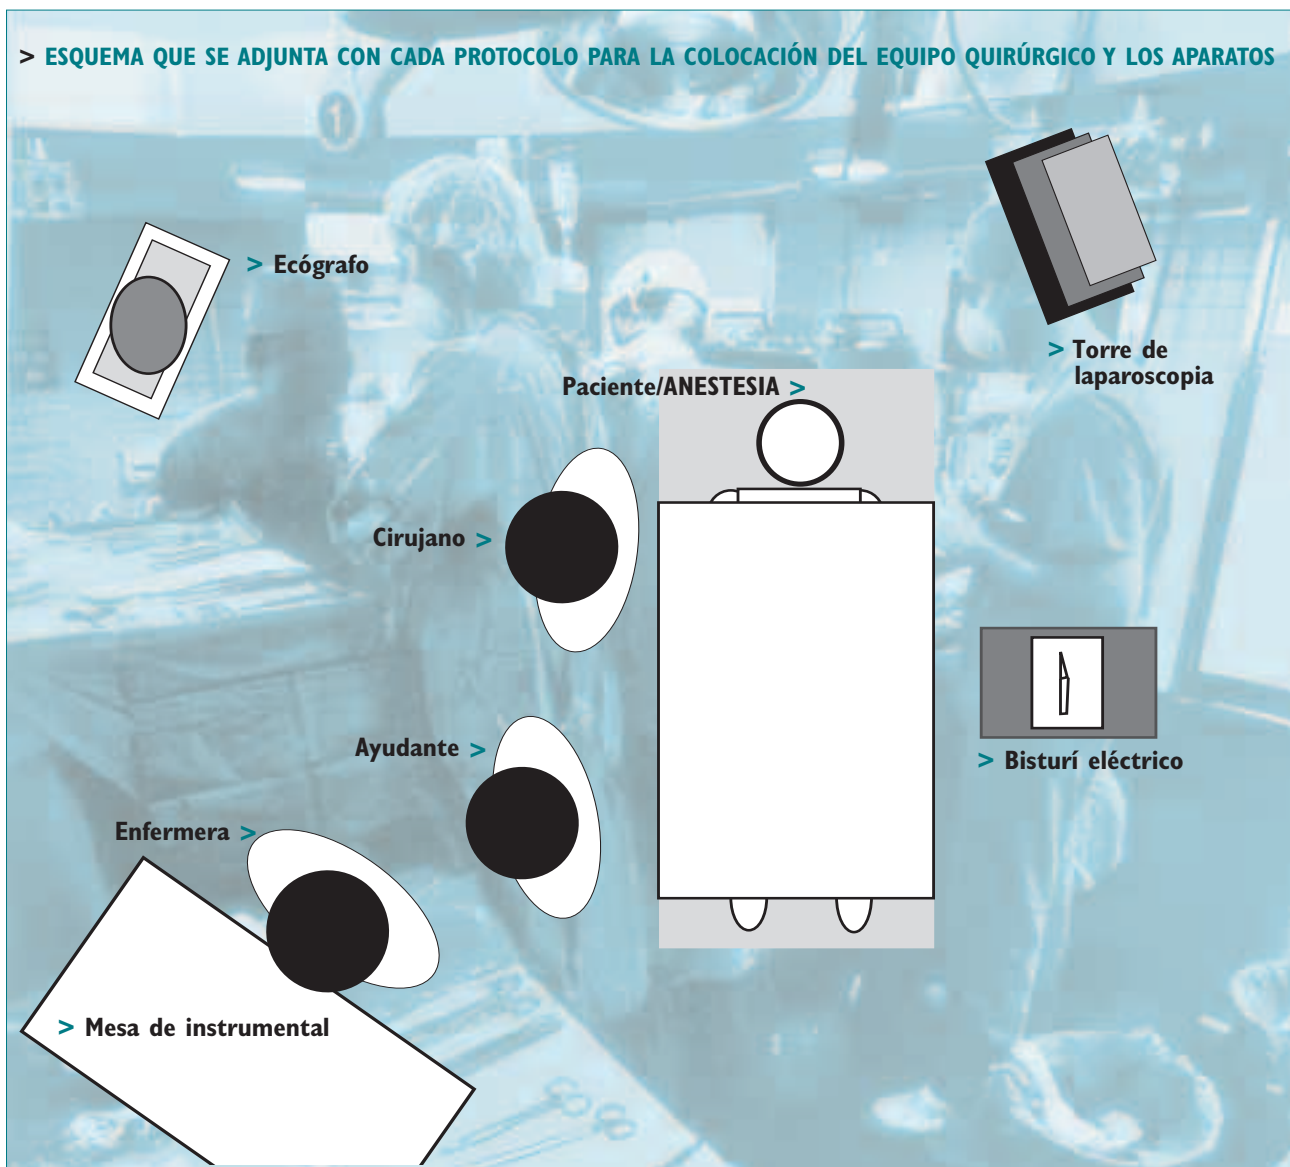 > ESQUEMA QUE SE ADJUNTA CON CADA PROTOCOLO PARA LA COLOCACIÓN DEL EQUIPO QUIRÚRGICO Y LOS APARATOS
1
> Ecógrafo
> Torre de
laparoscopia
Paciente/ANESTESIA >
Cirujano >
Ayudante >
> Bisturí eléctrico
Enfermera >
> Mesa de instrumental